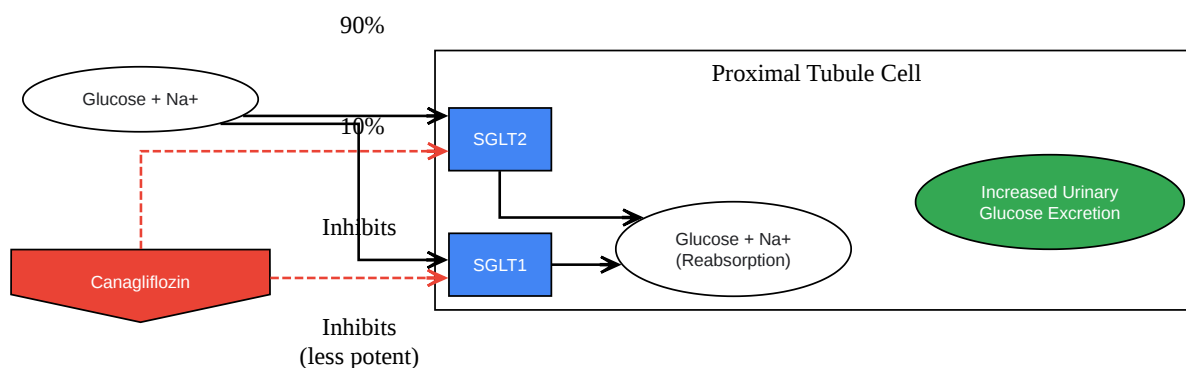 90%
Proximal Tubule Cell
Glucose + Na+
10%
SGLT2
Increased Urinary
Glucose Excretion
Inhibits
Glucose + Na+
(Reabsorption)
SGLT1
Canagliflozin
Inhibits
(less potent)